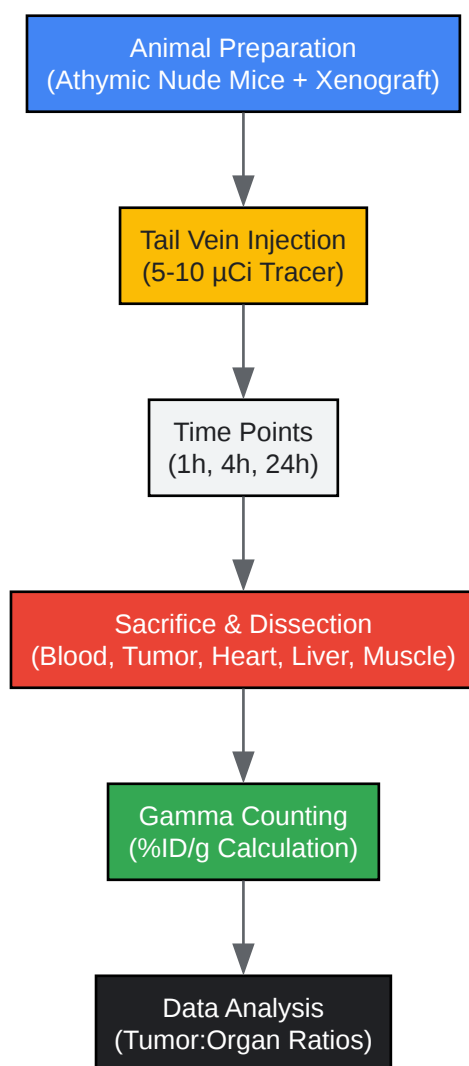 Animal Preparation
(Athymic Nude Mice + Xenograft)
Tail Vein Injection
(5-10 µCi Tracer)
Time Points
(1h, 4h, 24h)
Sacrifice & Dissection
(Blood, Tumor, Heart, Liver, Muscle)
Gamma Counting
(%ID/g Calculation)
Data Analysis
(Tumor:Organ Ratios)